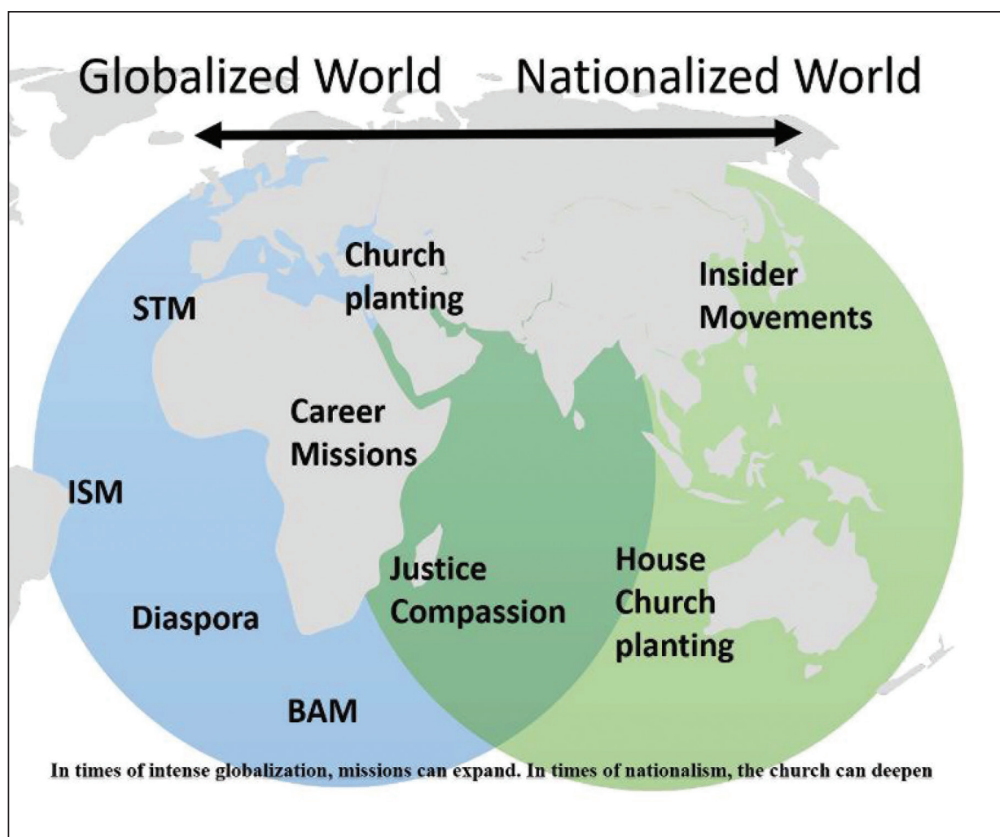 Globalized World
Nationalized World
Church
planting
STM
Insider
Movements
Career
Missions
ISM
Justice
Compassion
House
Church
planting
Diaspora
BAM
In times of intense globalization, missions can expand. In times of nationalism, the church can deepen